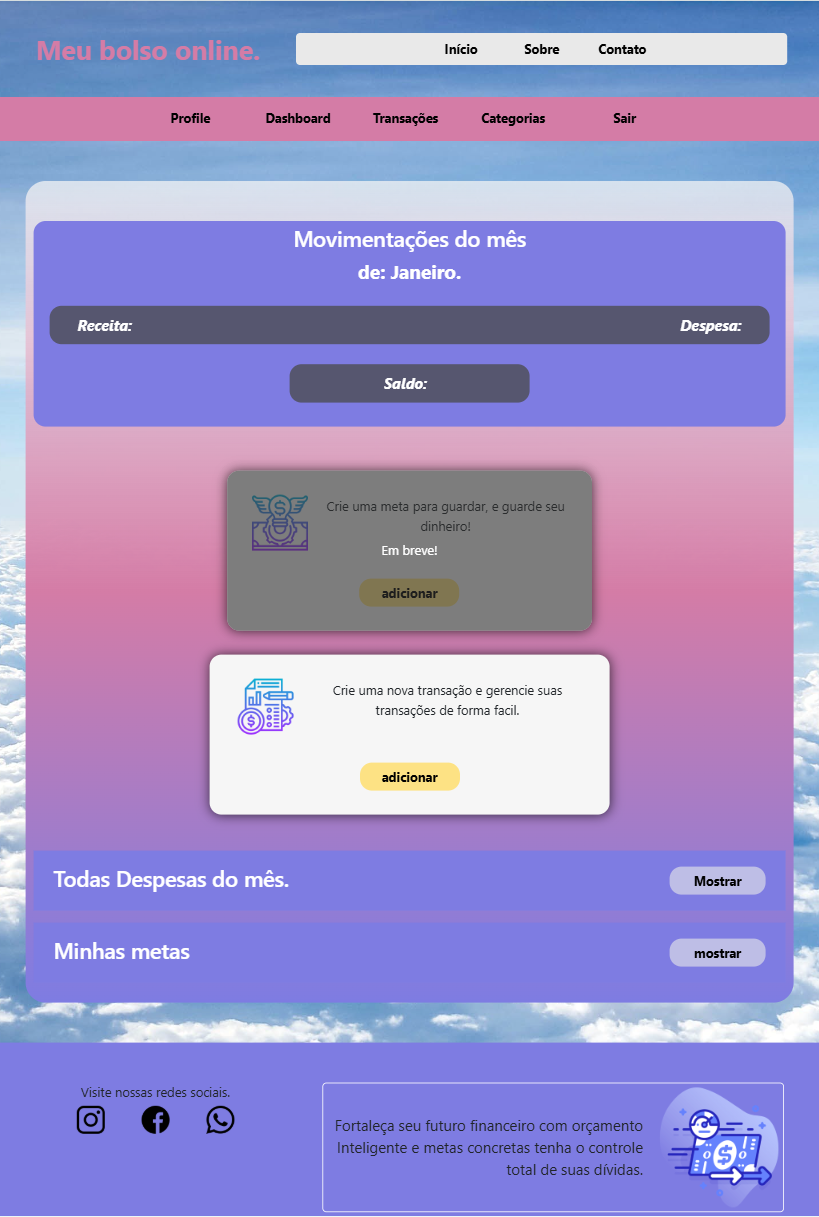 Meu bolso online.
Início Sobre Contato
Profile Dashboard Transações Categorias Sair
Movimentações do mês
de: Janeiro.
Receita: Despesa:
Saldo:
Crie uma meta para guardar, e guarde seu
dinheiro!
Em breve!
adicionar
Crie uma nova transação e gerencie suas
transações de forma facil.
adicionar
Todas Despesas do mês. Mostrar
Minhas metas mostrar
Visite nossas redes sociais.
Fortaleça seu futuro financeiro com orçamento
Inteligente e metas concretas tenha o controle
total de suas dívidas.